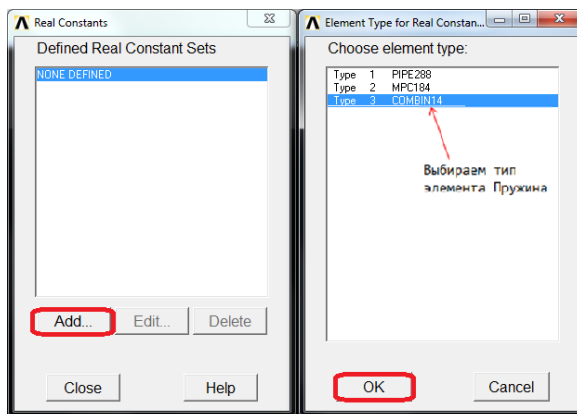 Real Constants
Defined Real Constant Sets
NONE DEFINED
Add...
Edit...
Delete
Close
Help
Element Type for Real Constan...
Choose element type:
Type 1 PIPE288
Type 2 MPC184
Type 3 COMBIN14
Выбираем тип
элемента Пружина
OK
Cancel